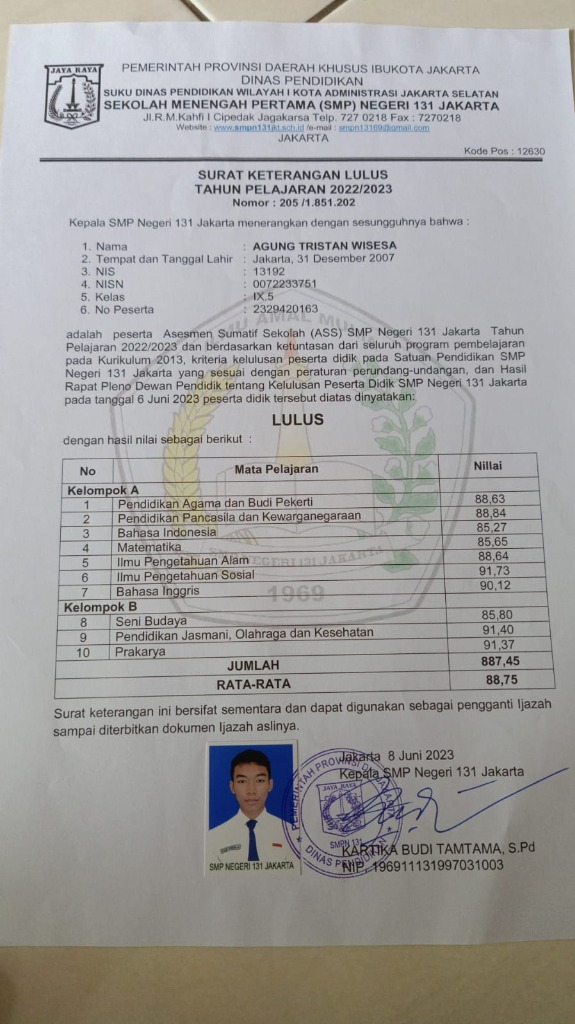 JAYA RAYA
PEMERINTAH PROVINSI DAERAH KHUSUS IBUKOTA JAKARTA
DINAS PENDIDIKAN
SUKU DINAS PENDIDIKAN WILAYAH I KOTA ADMINISTRASI JAKARTA SELATAN
SEKOLAH MENENGAH PERTAMA (SMP) NEGERI 131 JAKARTA
Jl.R.M.Kahfi I Cipedak Jagakarsa Telp. 727 0218 Fax : 7270218
Website : www.smpn131jkt.sch.id /e-mail : smpn13169@gmail.com
JAKARTA
Kode Pos : 12630
SURAT KETERANGAN LULUS
TAHUN PELAJARAN 2022/2023
Nomor : 205 /1.851.202
Kepala SMP Negeri 131 Jakarta menerangkan dengan sesungguhnya bahwa :
1. Nama : AGUNG TRISTAN WISESA
2. Tempat dan Tanggal Lahir : Jakarta, 31 Desember 2007
3. NIS : 13192
4. NISN : 0072233751
5. Kelas : IX.5
6. No Peserta : 2329420163
adalah peserta Asesmen Sumatif Sekolah (ASS) SMP Negeri 131 Jakarta Tahun
Pelajaran 2022/2023 dan berdasarkan ketuntasan dari seluruh program pembelajaran
pada Kurikulum 2013, kriteria kelulusan peserta didik pada Satuan Pendidikan SMP
Negeri 131 Jakarta yang sesuai dengan peraturan perundang-undangan, dan Hasil
Rapat Pleno Dewan Pendidik tentang Kelulusan Peserta Didik SMP Negeri 131 Jakarta
pada tanggal 6 Juni 2023 peserta didik tersebut diatas dinyatakan:
LULUS
dengan hasil nilai sebagai berikut :
No Mata Pelajaran Nillai
Kelompok A
1 Pendidikan Agama dan Budi Pekerti 88,63
2 Pendidikan Pancasila dan Kewarganegaraan 88,84
3 Bahasa Indonesia 85,27
4 Matematika 85,65
5 Ilmu Pengetahuan Alam 88,64
6 Ilmu Pengetahuan Sosial 91,73
7 Bahasa Inggris 90,12
1969
Kelompok B
8 Seni Budaya 85,80
9 Pendidikan Jasmani, Olahraga dan Kesehatan 91,40
10 Prakarya 91,37
JUMLAH 887,45
RATA-RATA 88,75
Surat keterangan ini bersifat sementara dan dapat digunakan sebagai pengganti Ijazah
sampai diterbitkan dokumen Ijazah aslinya.
Jakarta 8 Juni 2023
Kepala SMP Negeri 131 Jakarta
JAYA RAYA
SMPN 131
DINAS PENDIDIKAN
KARTIKA BUDI TAMTAMA, S.Pd
NIP. 196911131997031003
SMP NEGERI 131 JAKARTA